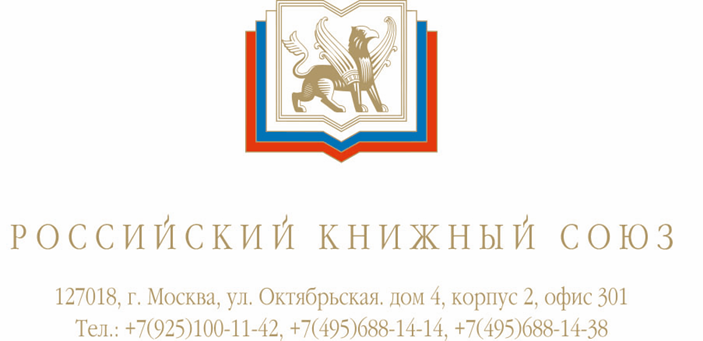 РОССИЙСКИЙ КНИЖНЫЙ СОЮЗ
127018, г. Москва, ул. Октябрьская. дом 4, корпус 2, офис 301
Тел.: +7(925)100-11-42, +7(495)688-14-14, +7(495)688-14-38